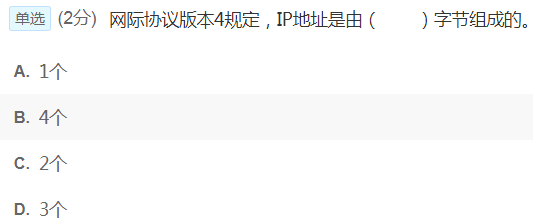 单选 (2分) 网际协议版本4规定，IP地址是由（　　）字节组成的。
A. 1个
B. 4个
C. 2个
D. 3个